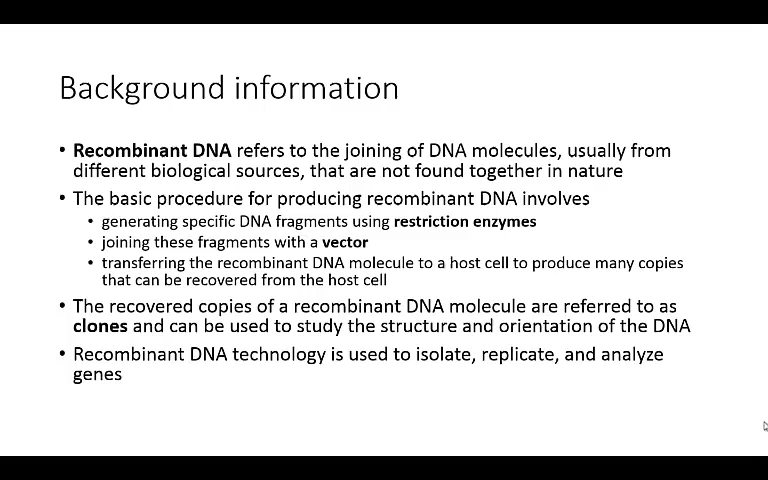 Background information
• Recombinant DNA refers to the joining of DNA molecules, usually from
different biological sources, that are not found together in nature
• The basic procedure for producing recombinant DNA involves
• generating specific DNA fragments using restriction enzymes
• joining these fragments with a vector
• transferring the recombinant DNA molecule to a host cell to produce many copies
that can be recovered from the host cell
• The recovered copies of a recombinant DNA molecule are referred to as
clones and can be used to study the structure and orientation of the DNA
• Recombinant DNA technology is used to isolate, replicate, and analyze
genes